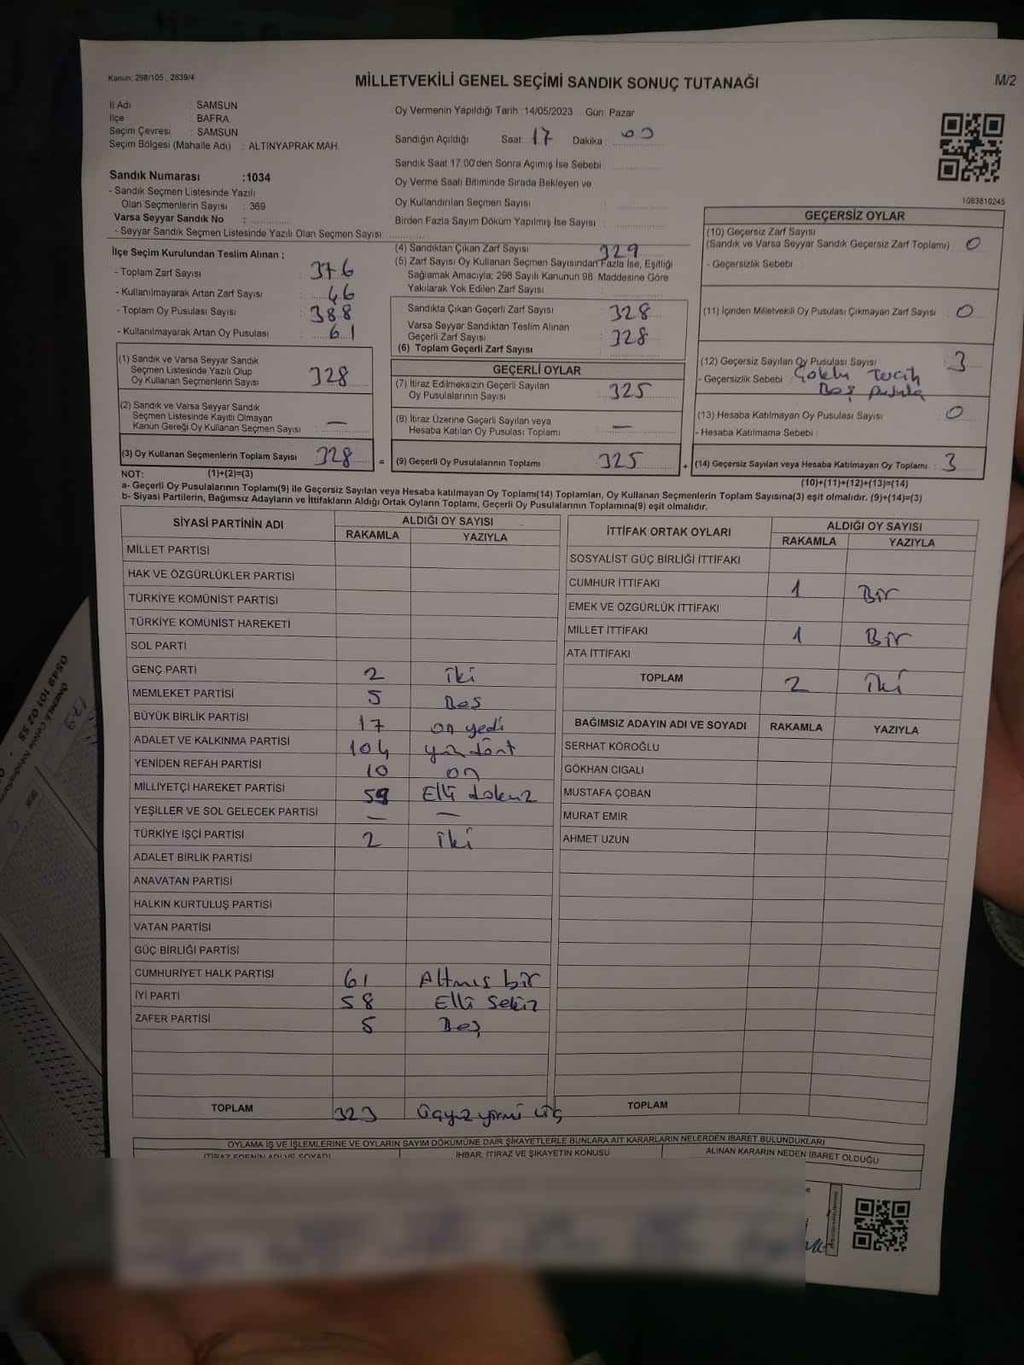 Kanun: 298/105 , 2839/4
MİLLETVEKİLİ GENEL SEÇİMİ SANDIK SONUÇ TUTANAĞI
M/2
İl Adı : SAMSUN
İlçe : BAFRA
Seçim Çevresi : SAMSUN
Seçim Bölgesi (Mahalle Adı) : ALTINYAPRAK MAH.
Oy Vermenin Yapıldığı Tarih :14/05/2023 Gün: Pazar
Sandığın Açıldığı Saat : 17 Dakika :
Sandık Saat 17.00'den Sonra Açımış İse Sebebi
Oy Verme Saati Bitiminde Sırada Bekleyen ve
Oy Kullandırılan Seçmen Sayısı
Birden Fazla Sayım Döküm Yapılmış İse Sayısı
1083810245
Sandık Numarası :1034
- Sandık Seçmen Listesinde Yazılı
Olan Seçmenlerin Sayısı : 369
Varsa Seyyar Sandık No :
- Seyyar Sandık Seçmen Listesinde Yazılı Olan Seçmen Sayısı
İlçe Seçim Kurulundan Teslim Alınan ;
- Toplam Zarf Sayısı 376
- Kullanılmayarak Artan Zarf Sayısı 46
- Toplam Oy Pusulası Sayısı 388
- Kullanılmayarak Artan Oy Pusulası 61
(1) Sandık ve Varsa Seyyar Sandık
Seçmen Listesinde Yazılı Olup
Oy Kullanan Seçmenlerin Sayısı 328
(2) Sandık ve Varsa Seyyar Sandık
Seçmen Listesinde Kayıtlı Olmayan
Kanun Gereği Oy Kullanan Seçmen Sayısı —
(3) Oy Kullanan Seçmenlerin Toplam Sayısı 328 =
(4) Sandıktan Çıkan Zarf Sayısı 329
(5) Zarf Sayısı Oy Kullanan Seçmen Sayısından Fazla İse, Eşitliği
Sağlamak Amacıyla; 298 Sayılı Kanunun 98. Maddesine Göre
Yakılarak Yok Edilen Zarf Sayısı
Sandıkta Çıkan Geçerli Zarf Sayısı 328
Varsa Seyyar Sandıktan Teslim Alınan
Geçerli Zarf Sayısı 328
(6) Toplam Geçerli Zarf Sayısı
GEÇERLİ OYLAR
(7) İtiraz Edilmeksizin Geçerli Sayılan
Oy Pusulasının Sayısı 325
(8) İtiraz Üzerine Geçerli Sayılan veya
Hesaba Katılan Oy Pusulası Toplamı —
(9) Geçerli Oy Pusulalarının Toplamı 325 +
GEÇERSİZ OYLAR
(10) Geçersiz Zarf Sayısı
(Sandık ve Varsa Seyyar Sandık Geçersiz Zarf Toplamı) 0
- Geçersizlik Sebebi :
(11) İçinden Milletvekili Oy Pusulası Çıkmayan Zarf Sayısı 0
(12) Geçersiz Sayılan Oy Pusulası Sayısı 3
- Geçersizlik Sebebi : Çoklu Tercih
Boş pusula
(13) Hesaba Katılmayan Oy Pusulası Sayısı 0
- Hesaba Katılmama Sebebi :
(14) Geçersiz Sayılan veya Hesaba Katılmayan Oy Toplamı 3
NOT: (1)+(2)=(3)
(10)+(11)+(12)+(13)=(14)
a- Geçerli Oy Pusulalarının Toplamı(9) ile Geçersiz Sayılan veya Hesaba katılmayan Oy Toplamı(14) Toplamları, Oy Kullanan Seçmenlerin Toplam Sayısına(3) eşit olmalıdır. (9)+(14)=(3)
b- Siyasi Partilerin, Bağımsız Adayların ve İttifakların Aldığı Ortak Oyların Toplamı, Geçerli Oy Pusulalarının Toplamına(9) eşit olmalıdır.
SİYASİ PARTİNİN ADI ALDIĞI OY SAYISI
RAKAMLA YAZIYLA
MİLLET PARTİSİ
HAK VE ÖZGÜRLÜKLER PARTİSİ
TÜRKİYE KOMÜNİST PARTİSİ
TÜRKİYE KOMÜNİST HAREKETİ
SOL PARTİ
GENÇ PARTİ 2 iki
MEMLEKET PARTİSİ 5 Beş
BÜYÜK BİRLİK PARTİSİ 17 on yedi
ADALET VE KALKINMA PARTİSİ 104 yüz dört
YENİDEN REFAH PARTİSİ 10 on
MİLLİYETÇİ HAREKET PARTİSİ 59 Elli dokuz
YEŞİLLER VE SOL GELECEK PARTİSİ — —
TÜRKİYE İŞÇİ PARTİSİ 2 iki
ADALET BİRLİK PARTİSİ
ANAVATAN PARTİSİ
HALKIN KURTULUŞ PARTİSİ
VATAN PARTİSİ
GÜÇ BİRLİĞİ PARTİSİ
CUMHURİYET HALK PARTİSİ 61 Altmış bir
İYİ PARTİ 58 Elli sekiz
ZAFER PARTİSİ 5 Beş
TOPLAM 323 Üçyüz yirmi üç
İTTİFAK ORTAK OYLARI ALDIĞI OY SAYISI
RAKAMLA YAZIYLA
SOSYALİST GÜÇ BİRLİĞİ İTTİFAKI
CUMHUR İTTİFAKI 1 Bir
EMEK VE ÖZGÜRLÜK İTTİFAKI
MİLLET İTTİFAKI 1 Bir
ATA İTTİFAKI
TOPLAM 2 iki
BAĞIMSIZ ADAYIN ADI VE SOYADI RAKAMLA YAZIYLA
SERHAT KÖROĞLU
GÖKHAN CIGALI
MUSTAFA ÇOBAN
MURAT EMİR
AHMET UZUN
TOPLAM
OYLAMA İŞ VE İŞLEMLERİNE VE OYLARIN SAYIM DÖKÜMÜNE DAİR ŞİKAYETLERLE BUNLARA AİT KARARLARIN NELERDEN İBARET BULUNDUKLARI
İTİRAZ EDENİN ADI VE SOYADI İHBAR, İTİRAZ VE ŞİKAYETİN KONUSU ALINAN KARARIN NEDEN İBARET OLDUĞU
0549 101 02 58